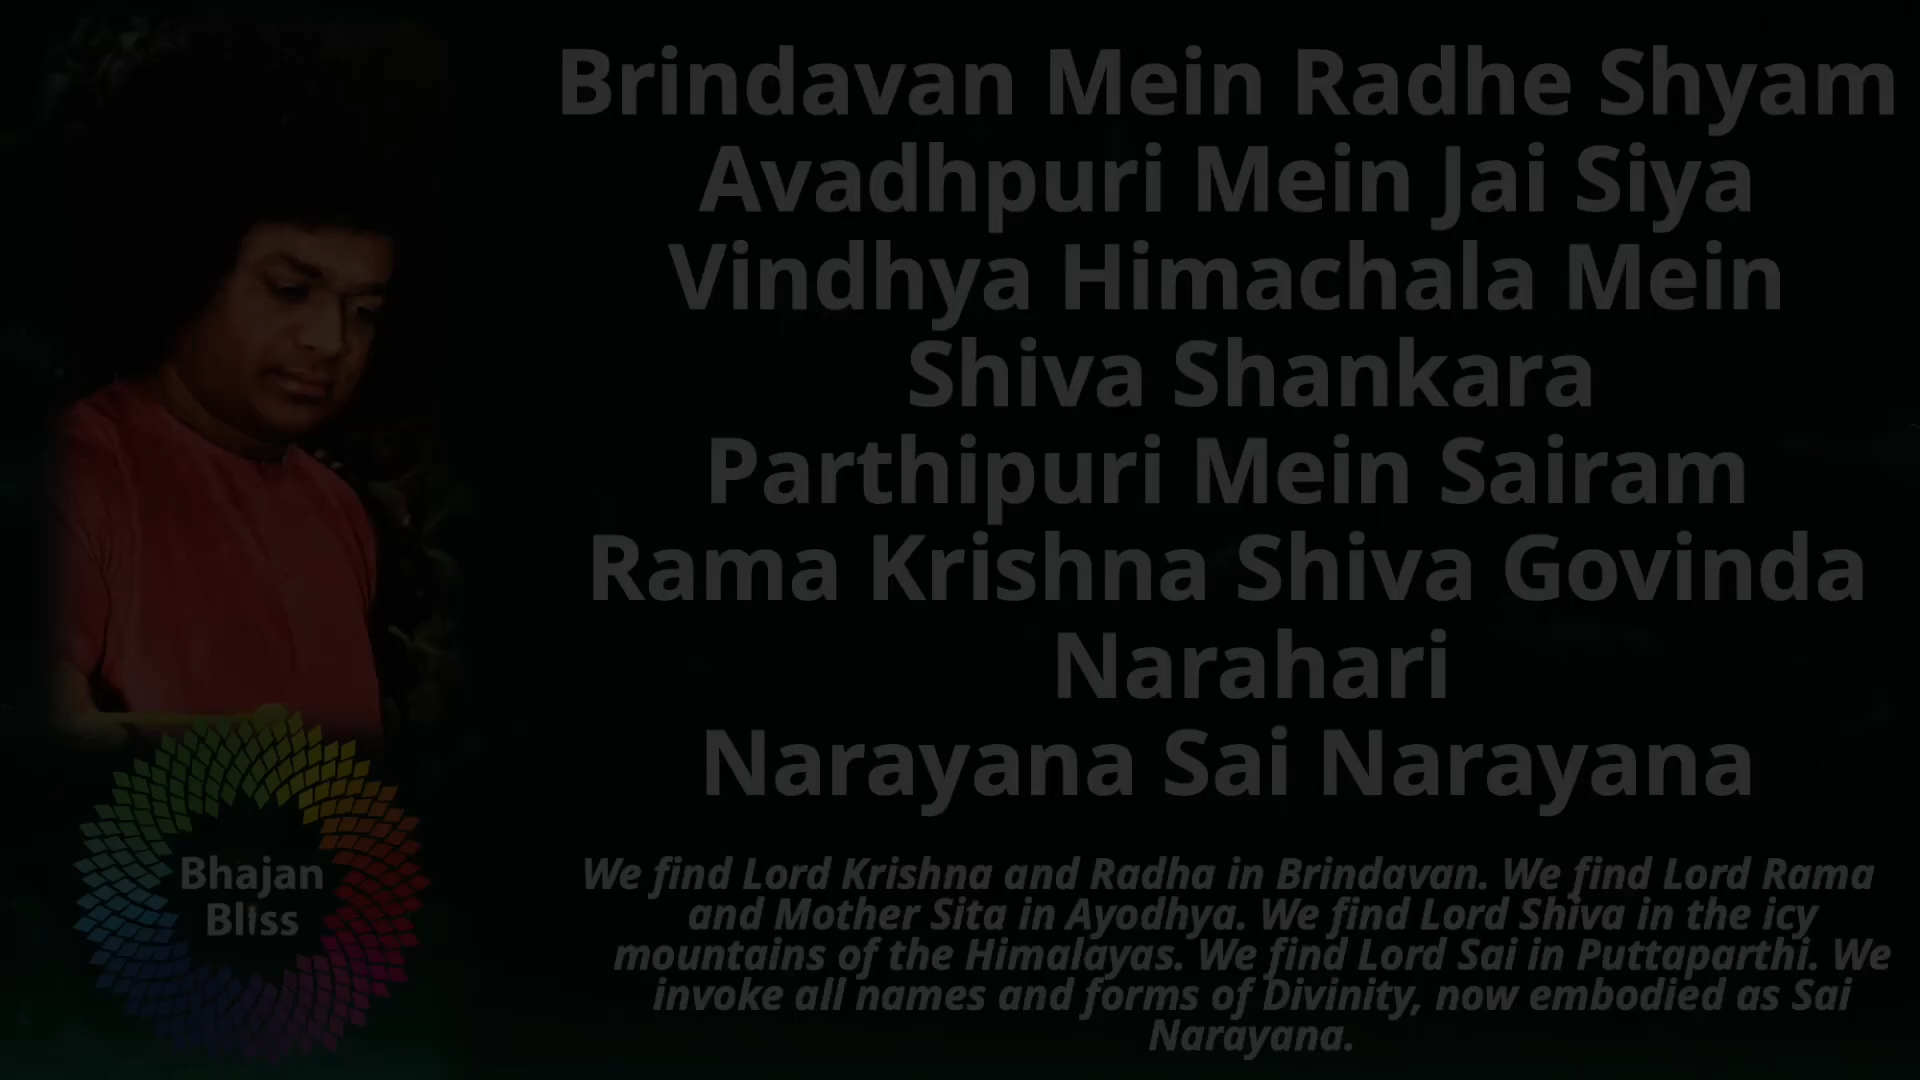 Brindavan Mein Radhe Shyam
Avadhpuri Mein Jai Siya
Vindhya Himachala Mein
Shiva Shankara
Parthipuri Mein Sairam
Rama Krishna Shiva Govinda
Narahari
Narayana Sai Narayana
We find Lord Krishna and Radha in Brindavan. We find Lord Rama
and Mother Sita in Ayodhya. We find Lord Shiva in the icy
mountains of the Himalayas. We find Lord Sai in Puttaparthi. We
invoke all names and forms of Divinity, now embodied as Sai
Narayana.
Bhajan
Bliss